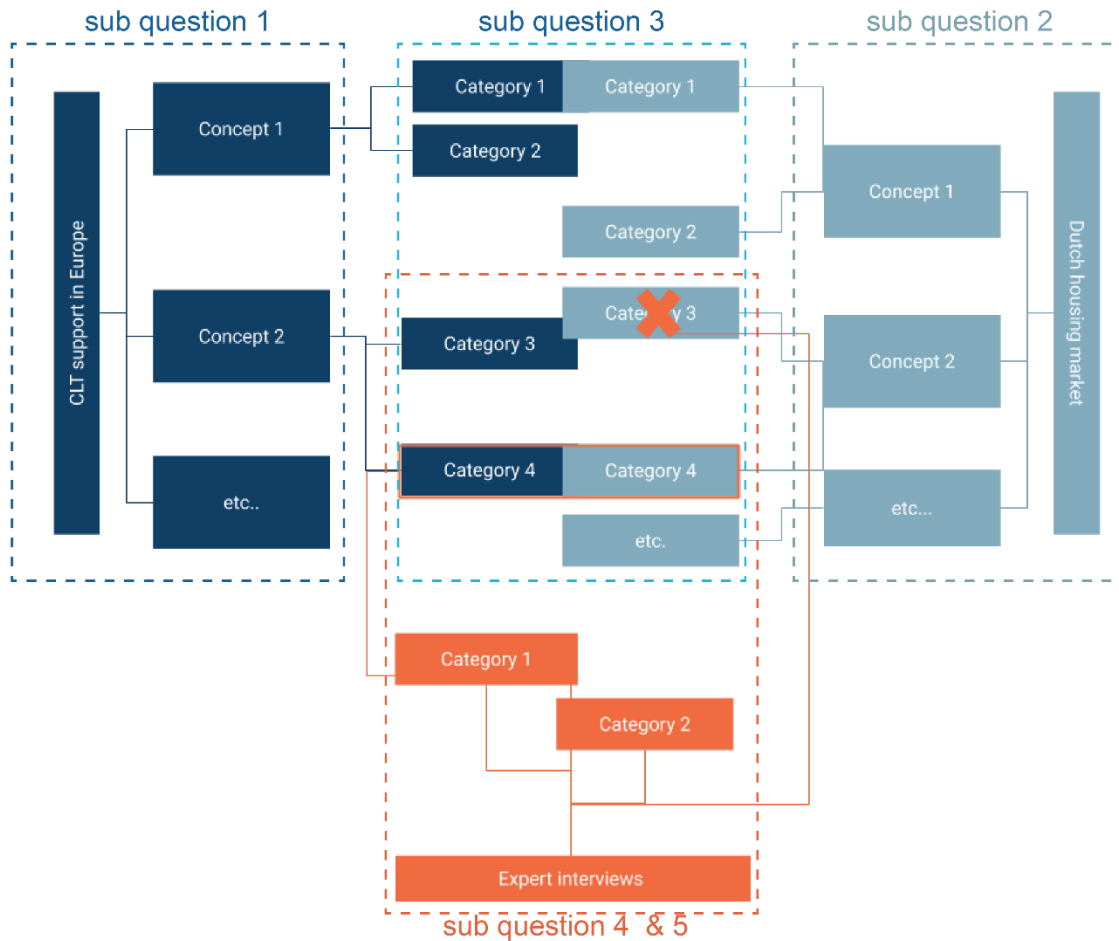 sub question 1
sub question 3
sub question 2
CLT support in Europe
Concept 1
Concept 2
etc..
Category 1
Category 1
Category 2
Category 2
Category 3
Category 3
Category 4
Category 4
etc.
Concept 1
Concept 2
etc...
Dutch housing market
Category 1
Category 2
Expert interviews
sub question 4 & 5